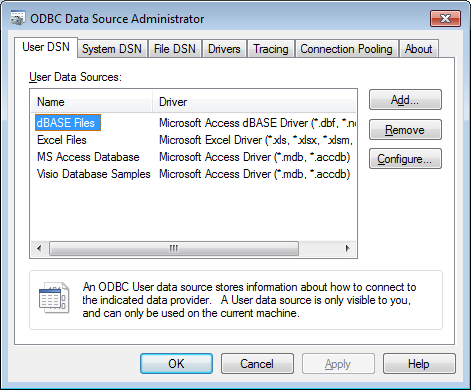 ODBC Data Source Administrator
User DSN System DSN File DSN Drivers Tracing Connection Pooling About
User Data Sources:
Name Driver
dBASE Files Microsoft Access dBASE Driver (*.dbf, *.n
Excel Files Microsoft Excel Driver (*.xls, *.xlsx, *.xlsm,
MS Access Database Microsoft Access Driver (*.mdb, *.accdb)
Visio Database Samples Microsoft Access Driver (*.mdb, *.accdb)
Add...
Remove
Configure...
An ODBC User data source stores information about how to connect to
the indicated data provider. A User data source is only visible to you,
and can only be used on the current machine.
OK Cancel Apply Help